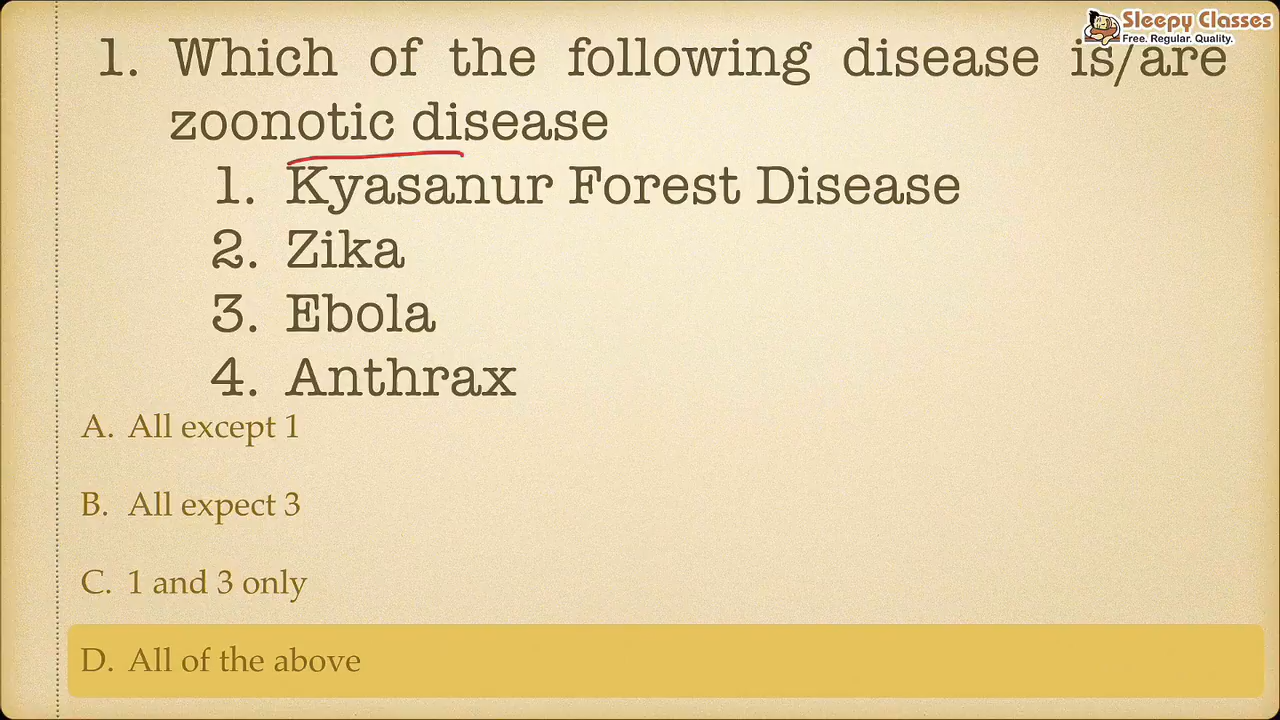 Sleepy Classes
Free. Regular. Quality.
1. Which of the following disease is/are
zoonotic disease
1. Kyasanur Forest Disease
2. Zika
3. Ebola
4. Anthrax
A. All except 1
B. All expect 3
C. 1 and 3 only
D. All of the above